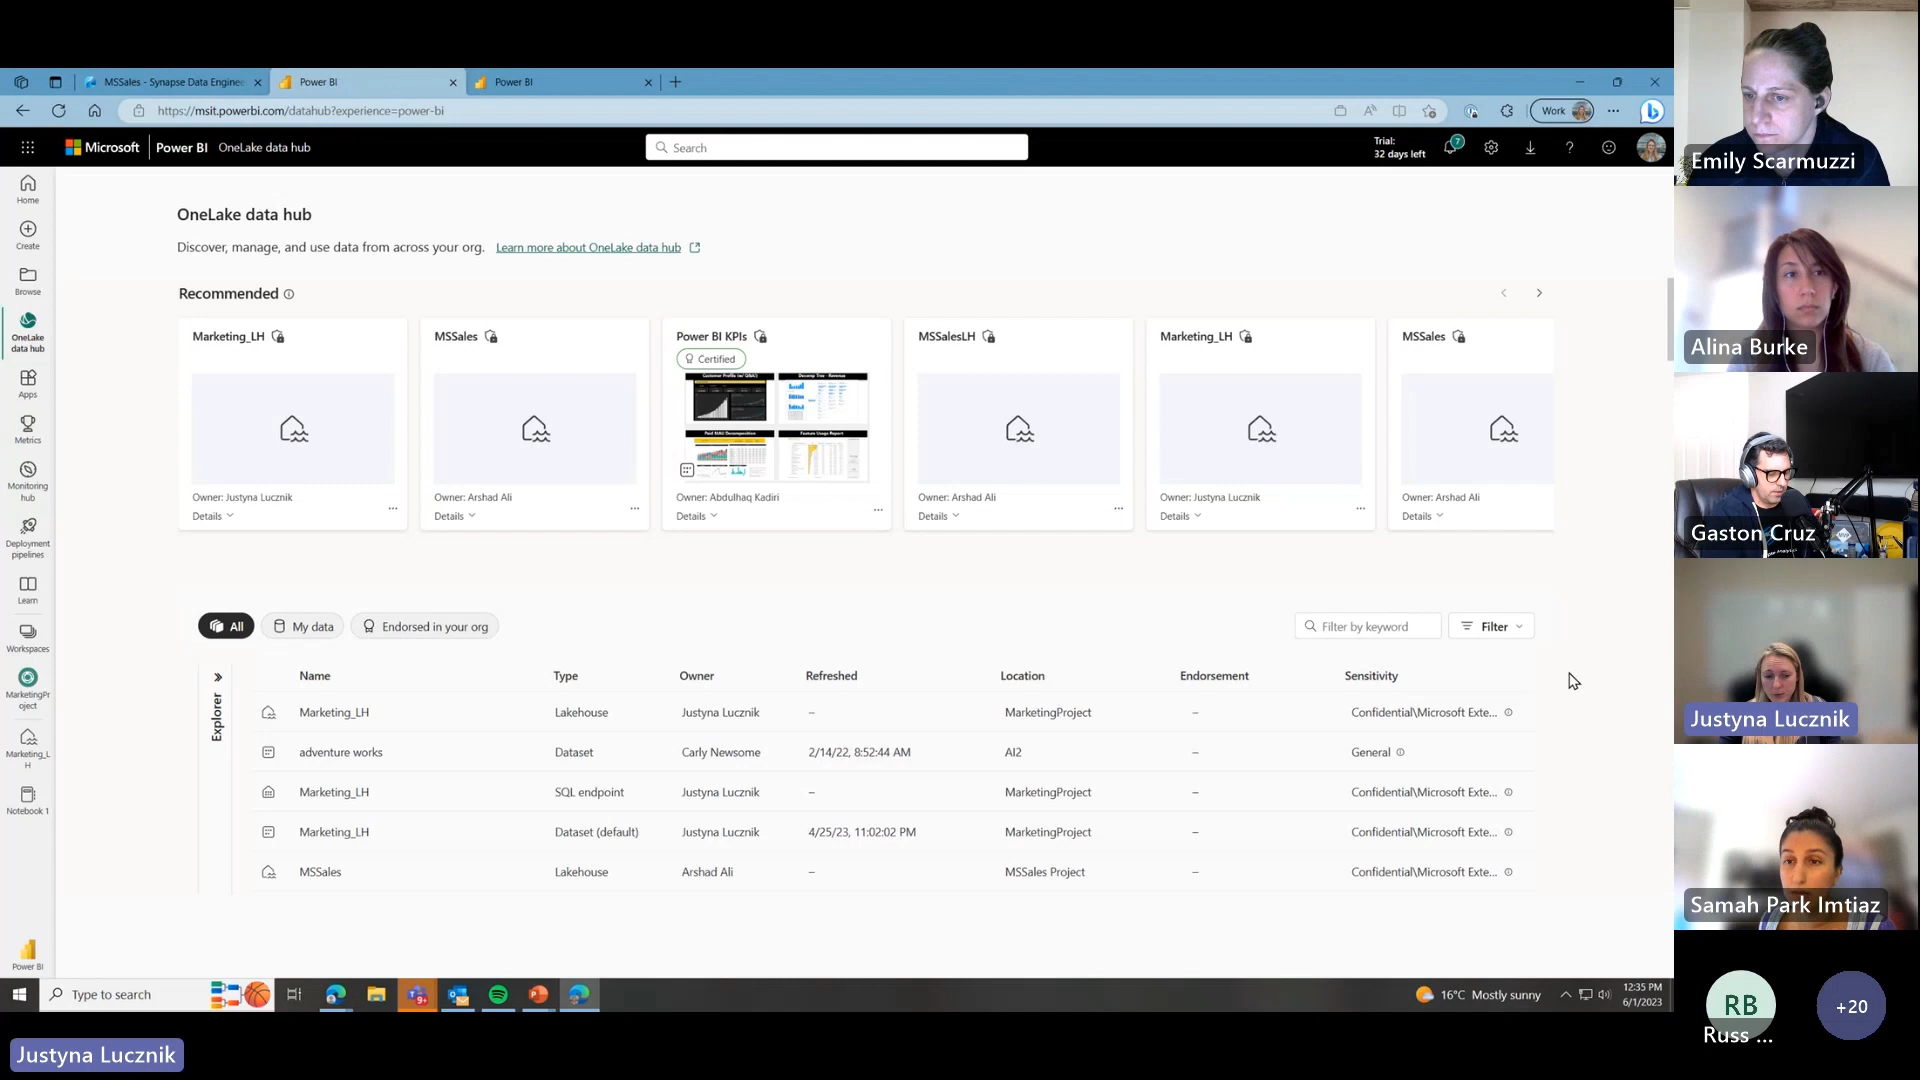 MSSales - Synapse Data Enginee
Power BI
Power BI
https://msit.powerbi.com/datahub?experience=power-bi
Work
Microsoft
Power BI
OneLake data hub
Search
Trial:
32 days left
7
Home
Create
Browse
OneLake
data hub
Apps
Metrics
Monitoring
hub
Deployment
pipelines
Learn
Workspaces
MarketingPr
oject
Marketing_L
H
Notebook 1
Power BI
OneLake data hub
Discover, manage, and use data from across your org. Learn more about OneLake data hub
Recommended
Marketing_LH
Owner: Justyna Lucznik
Details
MSSales
Owner: Arshad Ali
Details
Power BI KPIs
Certified
Owner: Abdulhaq Kadiri
Details
MSSalesLH
Owner: Arshad Ali
Details
Marketing_LH
Owner: Justyna Lucznik
Details
MSSales
Owner: Arshad Ali
Details
All
My data
Endorsed in your org
Filter by keyword
Filter
Explorer
Name Type Owner Refreshed Location Endorsement Sensitivity
Marketing_LH Lakehouse Justyna Lucznik – MarketingProject – Confidential\Microsoft Exte...
adventure works Dataset Carly Newsome 2/14/22, 8:52:44 AM AI2 – General
Marketing_LH SQL endpoint Justyna Lucznik – MarketingProject – Confidential\Microsoft Exte...
Marketing_LH Dataset (default) Justyna Lucznik 4/25/23, 11:02:02 PM MarketingProject – Confidential\Microsoft Exte...
MSSales Lakehouse Arshad Ali – MSSales Project – Confidential\Microsoft Exte...
Type to search
16°C Mostly sunny
12:35 PM
6/1/2023
Justyna Lucznik
Emily Scarmuzzi
Alina Burke
Gaston Cruz
Justyna Lucznik
Samah Park Imtiaz
RB
Russ ...
+20